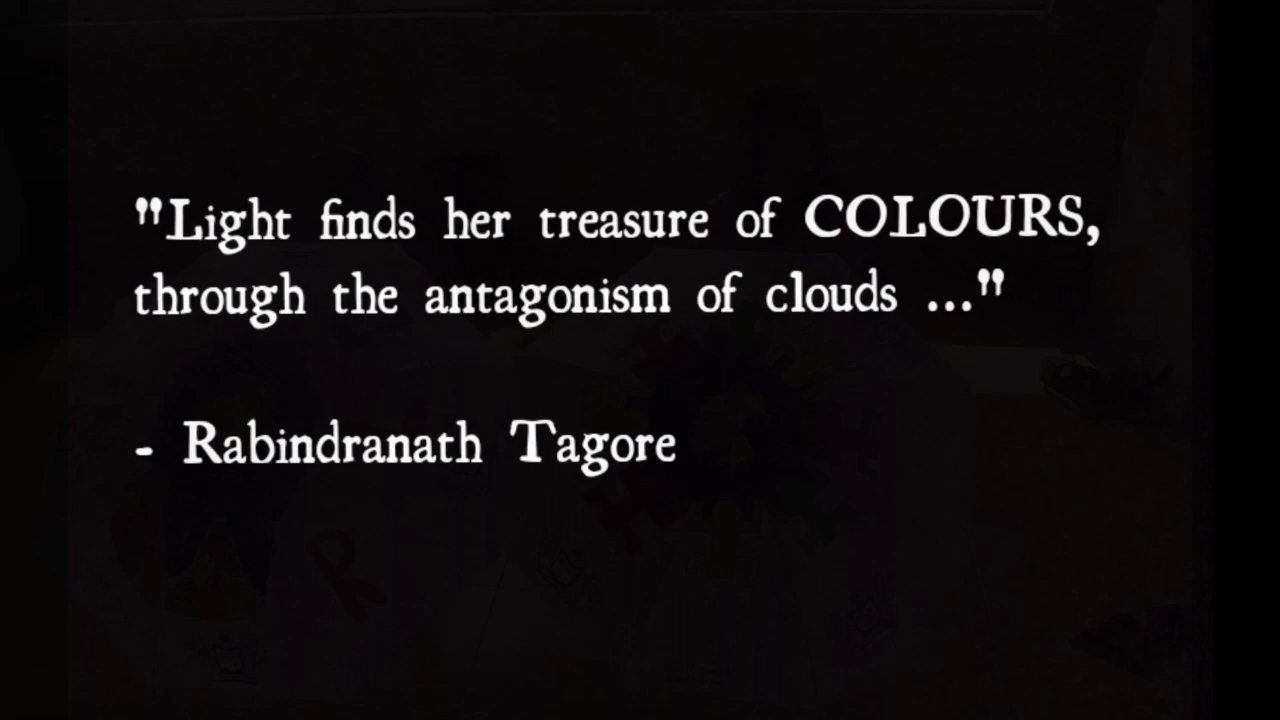 "Light finds her treasure of COLOURS,
through the antagonism of clouds ..."
- Rabindranath Tagore